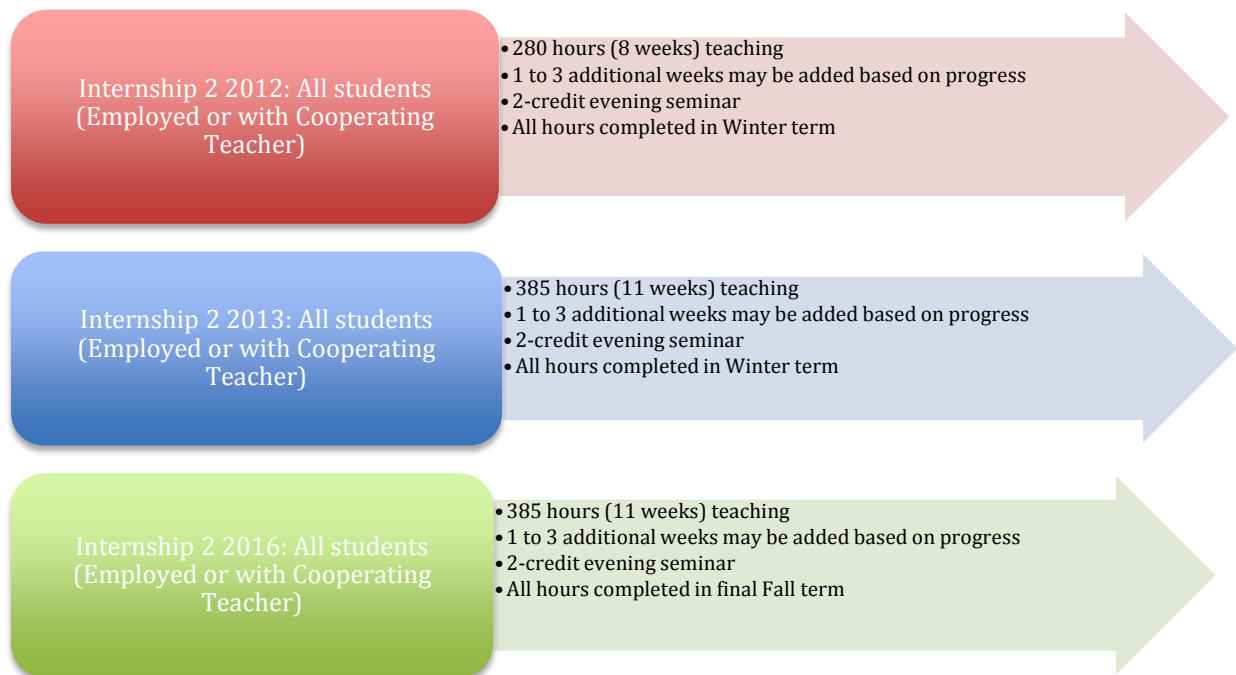 Internship 2 2012: All students
(Employed or with Cooperating
Teacher)
•280 hours (8 weeks) teaching
•1 to 3 additional weeks may be added based on progress
•2-credit evening seminar
•All hours completed in Winter term
Internship 2 2013: All students
(Employed or with Cooperating
Teacher)
•385 hours (11 weeks) teaching
•1 to 3 additional weeks may be added based on progress
•2-credit evening seminar
•All hours completed in Winter term
Internship 2 2016: All students
(Employed or with Cooperating
Teacher)
•385 hours (11 weeks) teaching
•1 to 3 additional weeks may be added based on progress
•2-credit evening seminar
•All hours completed in final Fall term